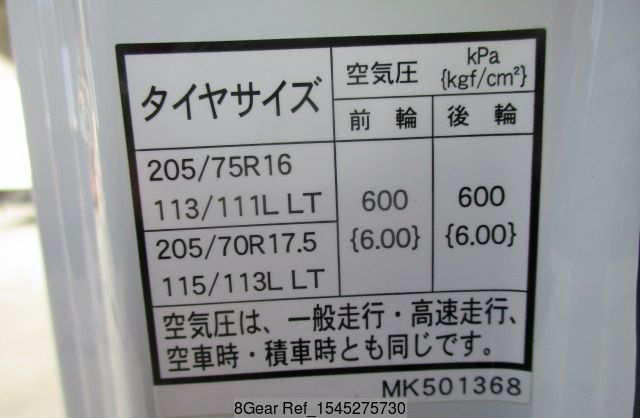 タイヤサイズ
空気圧 kPa
{kgf/cm²}
前輪 後輪
205/75R16
113/111L LT
600
{6.00}
600
{6.00}
205/70R17.5
115/113L LT
空気圧は、一般走行・高速走行、
空車時・積車時とも同じです。
MK501368
8Gear Ref_1545275730